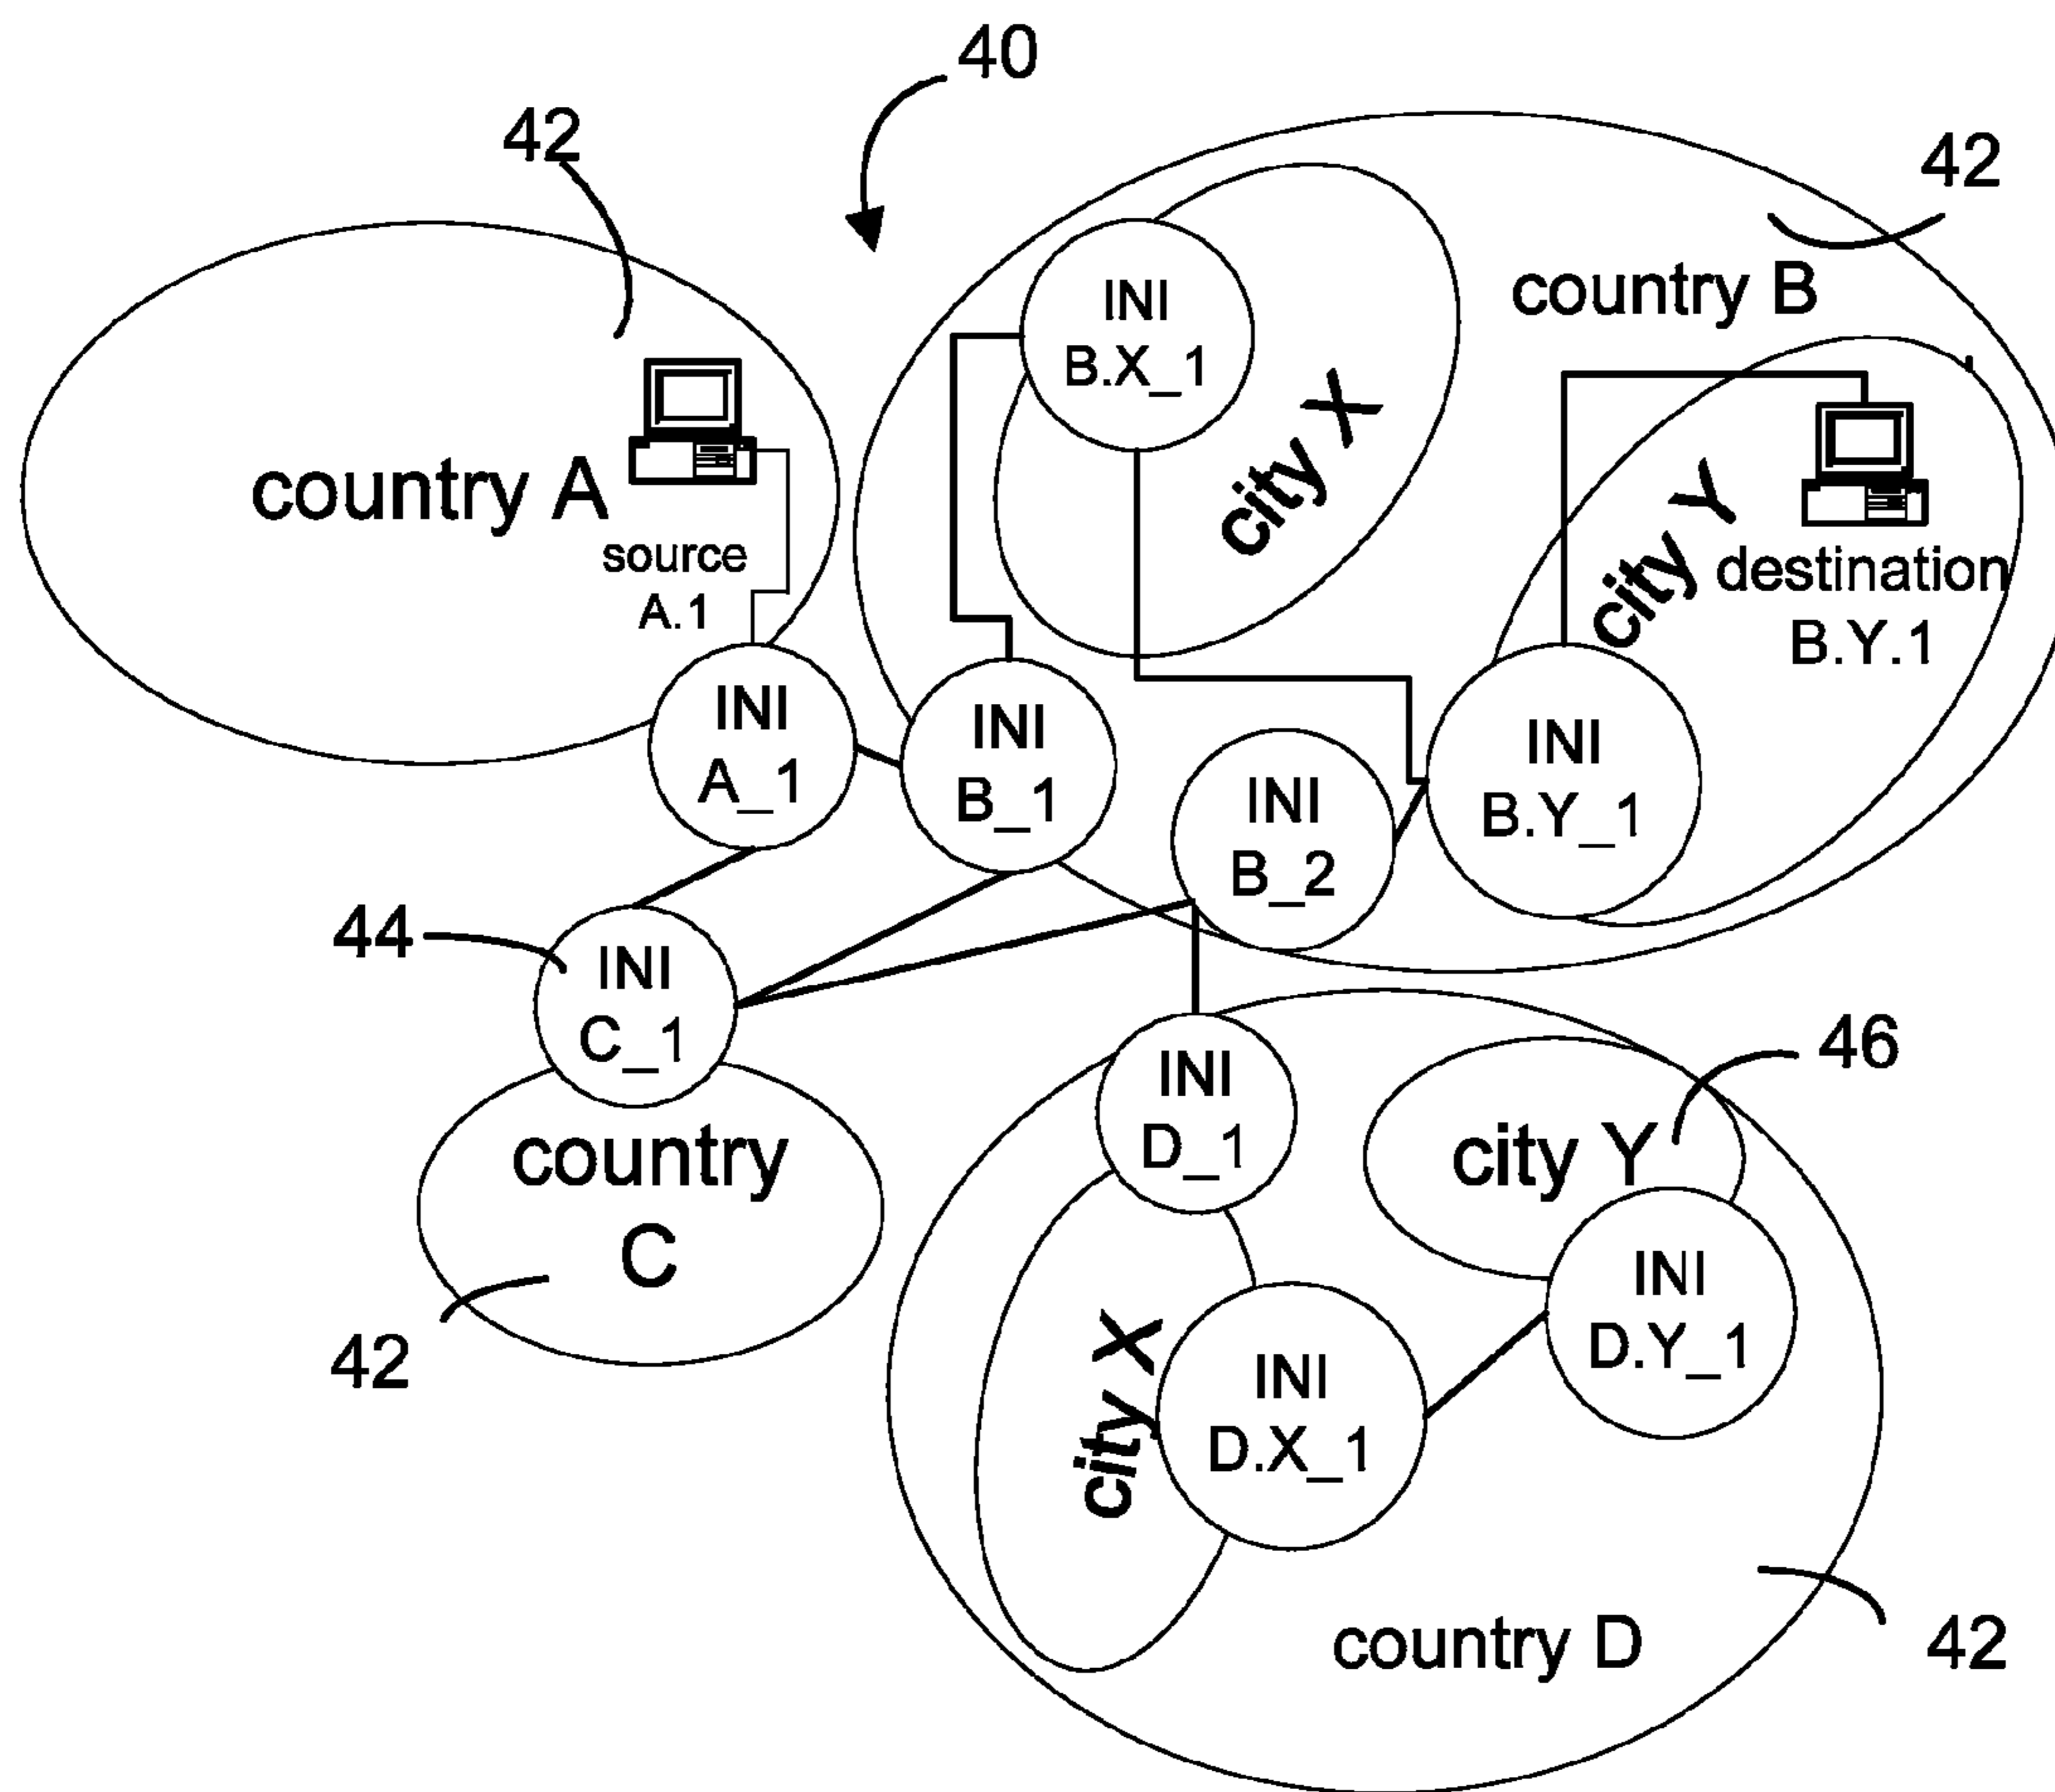 40
42
42
INI
B.X_1
country B
city X
country A
source
A.1
city Y
destination
B.Y.1
INI
A_1
INI
B_1
INI
B_2
INI
B.Y_1
44
INI
C_1
country
C
42
INI
D_1
46
city Y
INI
D.Y_1
city X
INI
D.X_1
country D
42